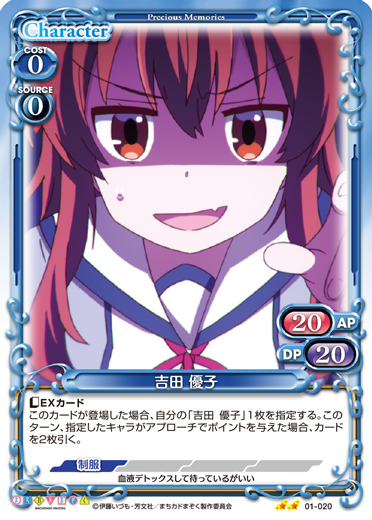 Precious Memories
Character
COST
0
SOURCE
0
20 AP
DP 20
吉田 優子
EXカード
このカードが登場した場合、自分の「吉田 優子」1枚を指定する。この
ターン、指定したキャラがアプローチでポイントを与えた場合、カード
を2枚引く。
制服
血液デトックスして待っているがいい
©伊藤いづも・芳文社／まちカドまぞく製作委員会
01-020